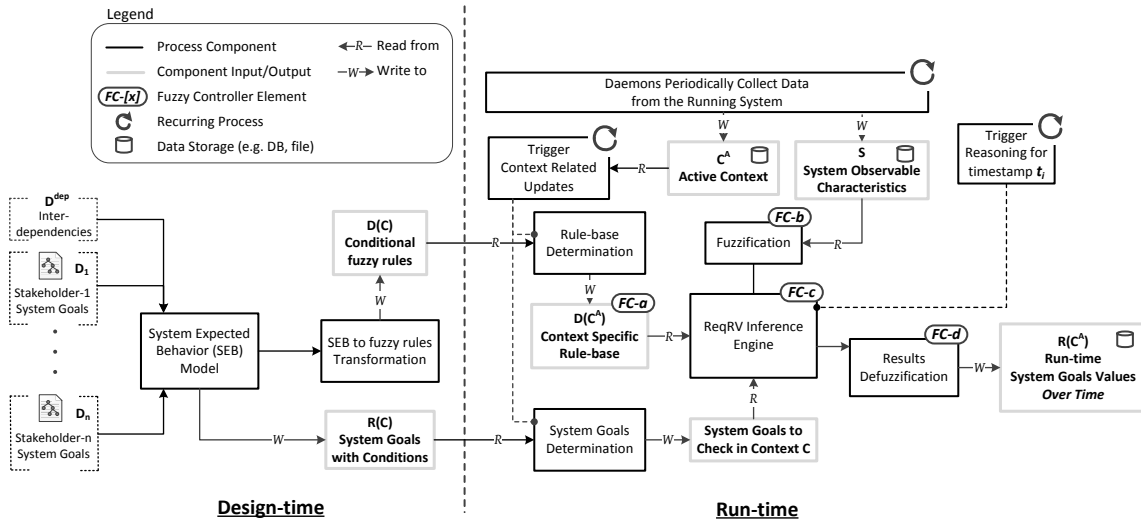 Legend
Process Component
Component Input/Output
FC-[x] Fuzzy Controller Element
Recurring Process
Data Storage (e.g. DB, file)
R Read from
W Write to
D^dep
Inter-
dependencies
D_1
Stakeholder-1
System Goals
D_n
Stakeholder-n
System Goals
System Expected
Behavior (SEB)
Model
W
D(C)
Conditional
fuzzy rules
W
SEB to fuzzy rules
Transformation
R(C)
System Goals
with Conditions
Design-time
Daemons Periodically Collect Data
from the Running System
W
W
Trigger
Context Related
Updates
R
C^A
Active Context
S
System Observable
Characteristics
Trigger
Reasoning for
timestamp t_i
R
Rule-base
Determination
FC-b
Fuzzification
R
W
FC-a
D(C^A)
Context Specific
Rule-base
R
FC-c
ReqRV Inference
Engine
FC-d
Results
Defuzzification
W
R(C^A)
Run-time
System Goals Values
Over Time
R
R
System Goals
Determination
W
System Goals to
Check in Context C
Run-time